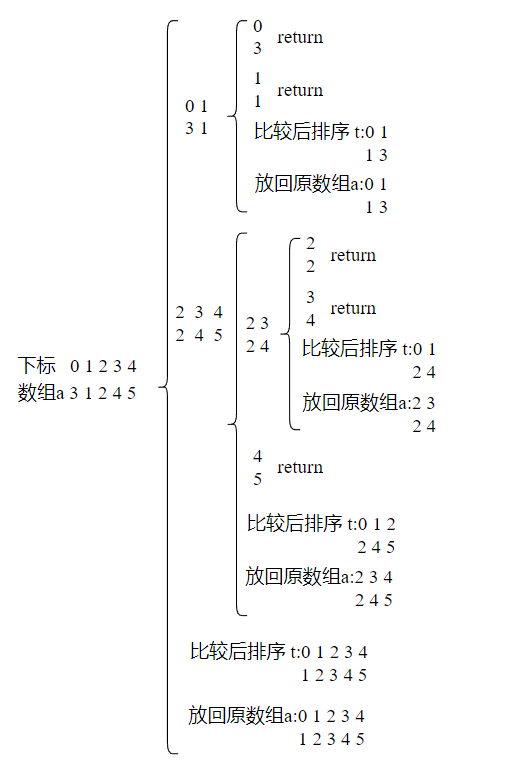 0
3
return
1
1
return
0 1
3 1
比较后排序 t:0 1
1 3
放回原数组a:0 1
1 3
2
2
return
3
4
return
2 3 4
2 4 5
2 3
2 4
比较后排序 t:0 1
2 4
下标 0 1 2 3 4
数组a 3 1 2 4 5
放回原数组a:2 3
2 4
4
5
return
比较后排序 t:0 1 2
2 4 5
放回原数组a:2 3 4
2 4 5
比较后排序 t:0 1 2 3 4
1 2 3 4 5
放回原数组a:0 1 2 3 4
1 2 3 4 5